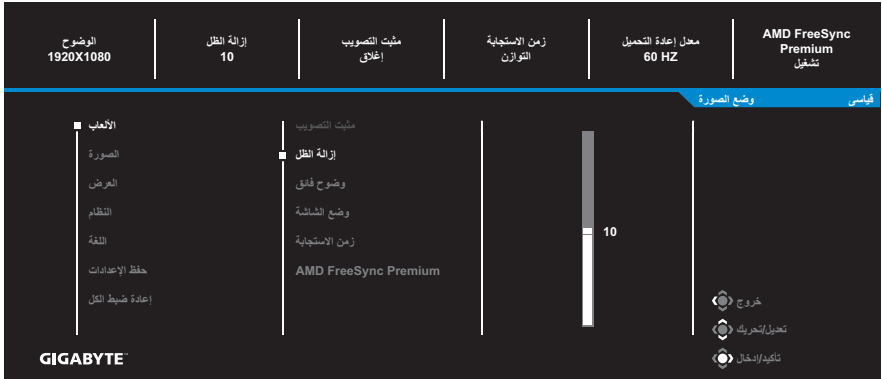 الوضوح
1920X1080
إزالة الظل
10
مثبت التصويب
إغلاق
زمن الاستجابة
التوازن
معدل إعادة التحميل
60 HZ
AMD FreeSync
Premium
تشغيل
وضع الصورة
قياسى
الألعاب
الصورة
العرض
النظام
اللغة
حفظ الإعدادات
إعادة ضبط الكل
مثبت التصويب
إزالة الظل
وضوح فائق
وضع الشاشة
زمن الاستجابة
AMD FreeSync Premium
10
خروج
تعديل/تحريك
تأكيد/إدخال
GIGABYTE™